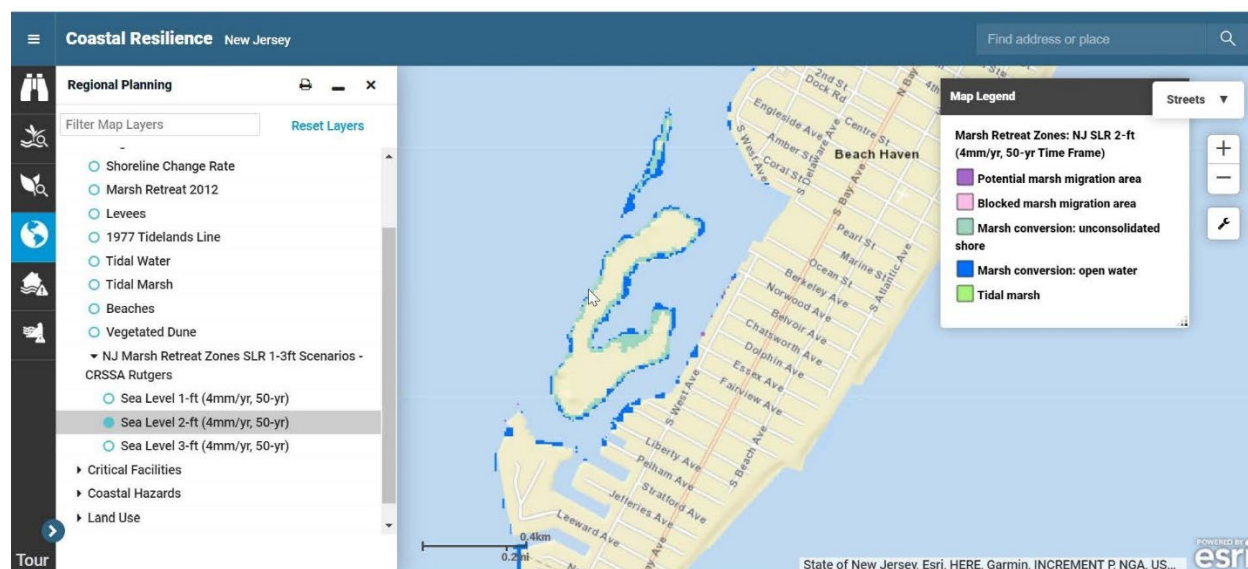 Coastal Resilience New Jersey
Find address or place
Regional Planning
Filter Map Layers
Reset Layers
Shoreline Change Rate
Marsh Retreat 2012
Levees
1977 Tidelands Line
Tidal Water
Tidal Marsh
Beaches
Vegetated Dune
NJ Marsh Retreat Zones SLR 1-3ft Scenarios -
CRSSA Rutgers
Sea Level 1-ft (4mm/yr, 50-yr)
Sea Level 2-ft (4mm/yr, 50-yr)
Sea Level 3-ft (4mm/yr, 50-yr)
Critical Facilities
Coastal Hazards
Land Use
Tour
2nd St
Dock Rd
N Bay
4th
Engleside Ave
Centre St
Amber St
Coral St
S West Ave
S Delaware Ave
Beach Haven
S Bay Ave
Pearl St
Marine St
Ocean St
Berkeley Ave
S Atlantic Ave
Norwood Ave
Belvoir Ave
Chatsworth Ave
Dolphin Ave
Essex Ave
Fairview Ave
S West Ave
Liberty Ave
Pelham Ave
S Beach Ave
Stratford Ave
Jefferies Ave
Leeward Ave
Map Legend
Streets
Marsh Retreat Zones: NJ SLR 2-ft
(4mm/yr, 50-yr Time Frame)
Potential marsh migration area
Blocked marsh migration area
Marsh conversion: unconsolidated
shore
Marsh conversion: open water
Tidal marsh
0.4km
0.2mi
State of New Jersey, Esri, HERE, Garmin, INCREMENT P, NGA, US...
POWERED BY
esri